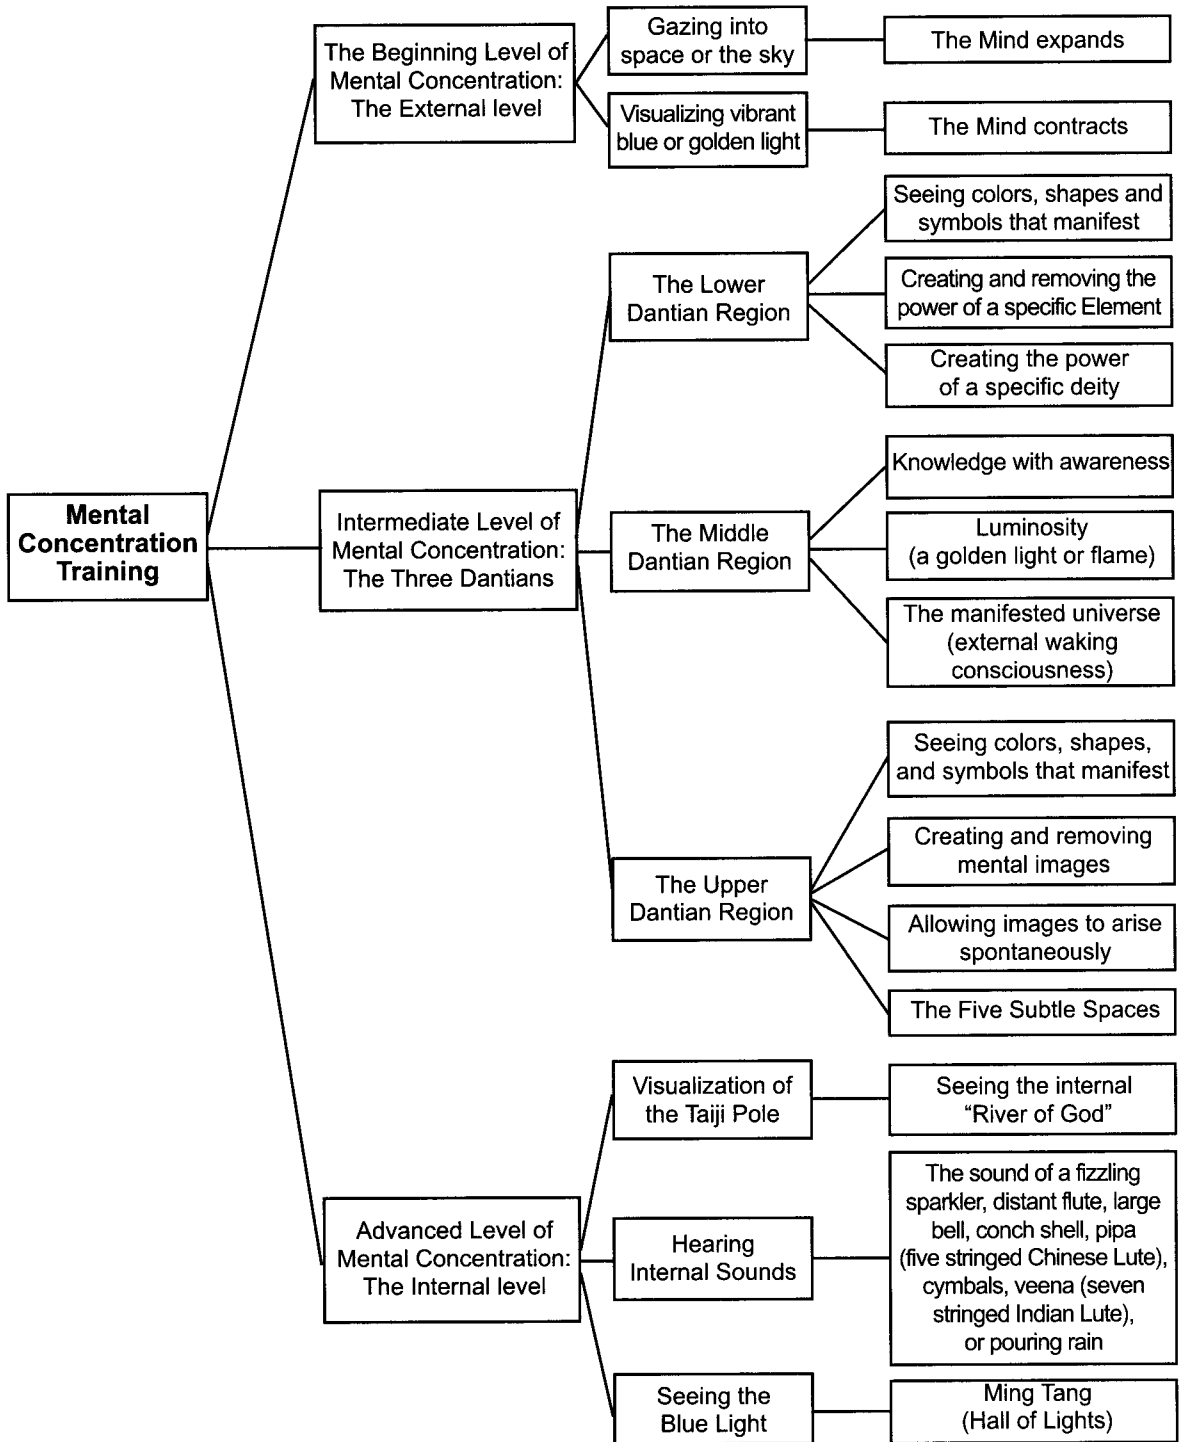 Mental
Concentration
Training
The Beginning Level of
Mental Concentration:
The External level
Gazing into
space or the sky
The Mind expands
Visualizing vibrant
blue or golden light
The Mind contracts
Intermediate Level of
Mental Concentration:
The Three Dantians
The Lower
Dantian Region
Seeing colors, shapes and
symbols that manifest
Creating and removing the
power of a specific Element
Creating the power
of a specific deity
The Middle
Dantian Region
Knowledge with awareness
Luminosity
(a golden light or flame)
The manifested universe
(external waking
consciousness)
The Upper
Dantian Region
Seeing colors, shapes,
and symbols that manifest
Creating and removing
mental images
Allowing images to arise
spontaneously
The Five Subtle Spaces
Advanced Level of
Mental Concentration:
The Internal level
Visualization of
the Taiji Pole
Seeing the internal
“River of God”
Hearing
Internal Sounds
The sound of a fizzling
sparkler, distant flute, large
bell, conch shell, pipa
(five stringed Chinese Lute),
cymbals, veena (seven
stringed Indian Lute),
or pouring rain
Seeing the
Blue Light
Ming Tang
(Hall of Lights)